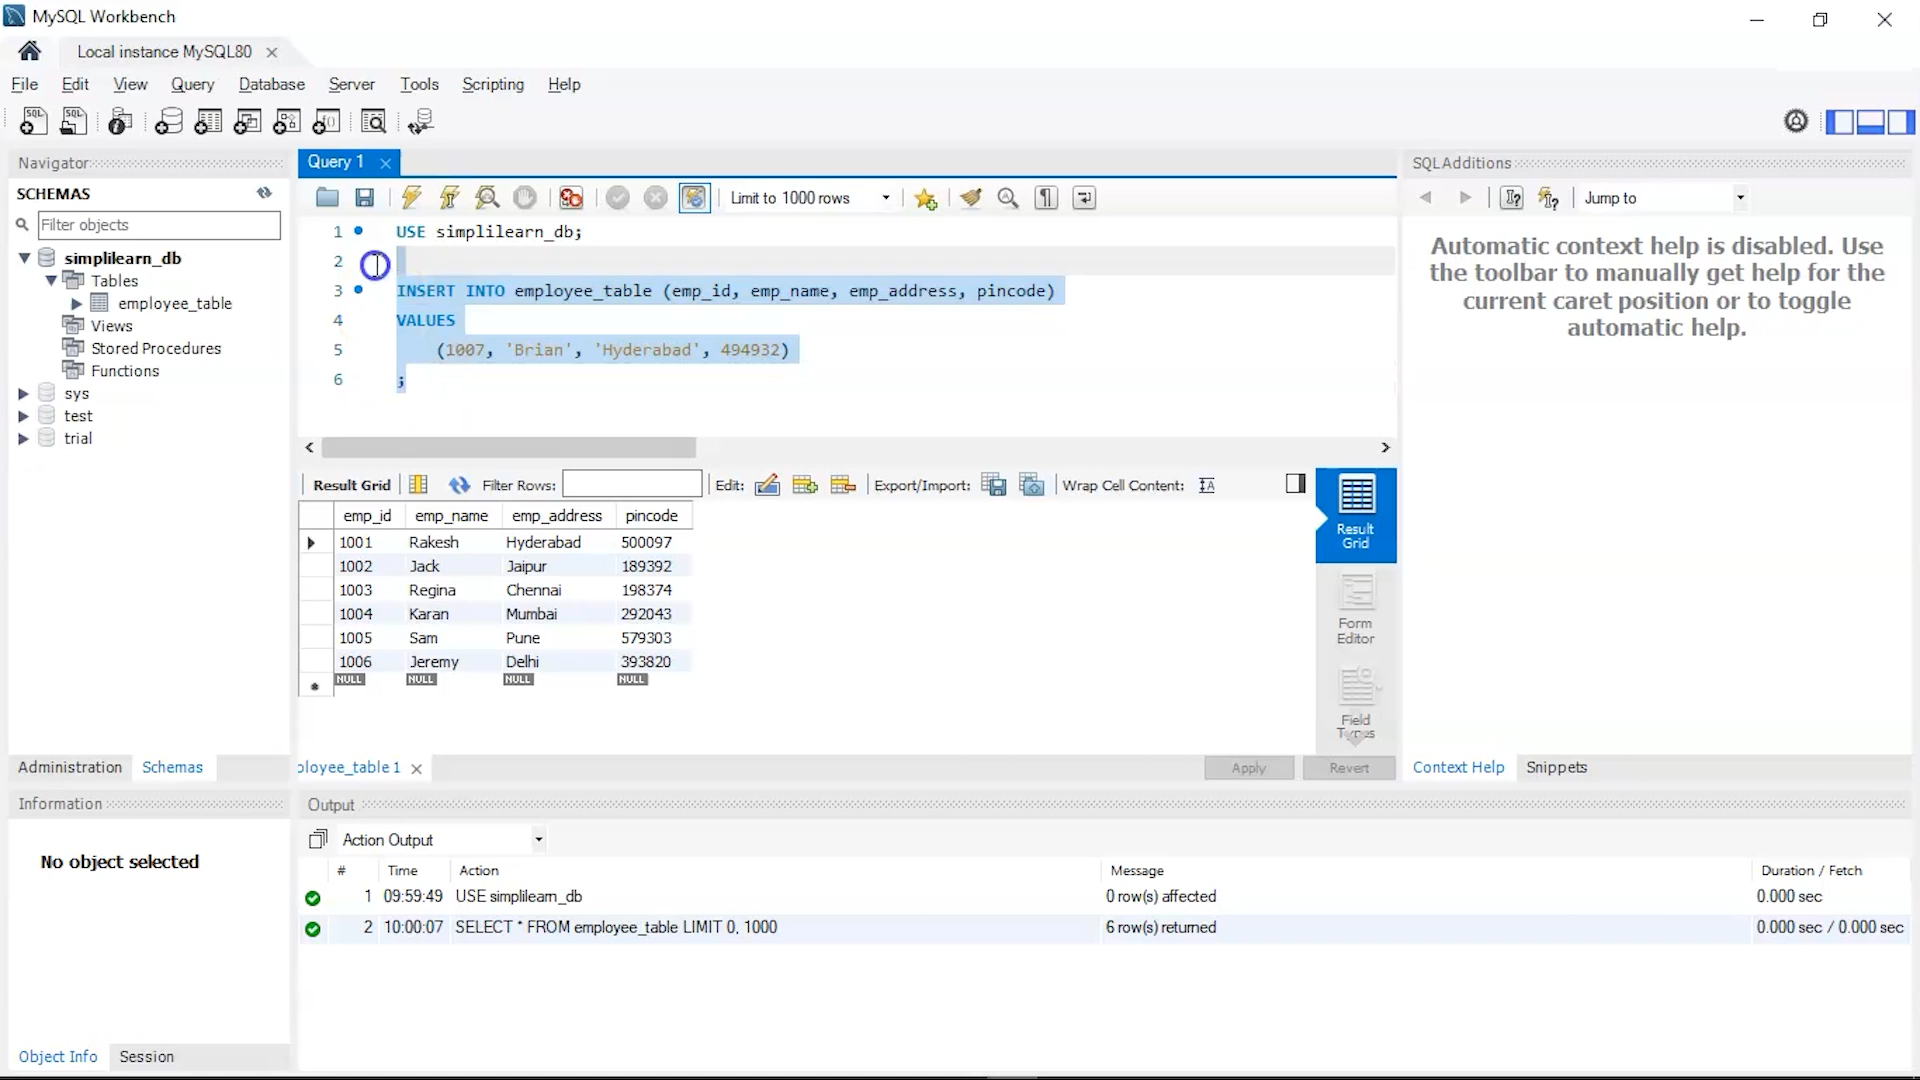 MySQL Workbench
Local instance MySQL80
File Edit View Query Database Server Tools Scripting Help
Navigator
SCHEMAS
Filter objects
simplilearn_db
Tables
employee_table
Views
Stored Procedures
Functions
sys
test
trial
Administration Schemas
Information
No object selected
Object Info Session
Query 1
Limit to 1000 rows
1 USE simplilearn_db;
2
3 INSERT INTO employee_table (emp_id, emp_name, emp_address, pincode)
4 VALUES
5 (1007, 'Brian', 'Hyderabad', 494932)
6 ;
Result Grid Filter Rows: Edit: Export/Import: Wrap Cell Content:
emp_id emp_name emp_address pincode
1001 Rakesh Hyderabad 500097
1002 Jack Jaipur 189392
1003 Regina Chennai 198374
1004 Karan Mumbai 292043
1005 Sam Pune 579303
1006 Jeremy Delhi 393820
NULL NULL NULL NULL
Result
Grid
Form
Editor
Field
Types
ployee_table 1
Apply Revert
SQLAdditions
Jump to
Automatic context help is disabled. Use
the toolbar to manually get help for the
current caret position or to toggle
automatic help.
Context Help Snippets
Output
Action Output
# Time Action Message Duration / Fetch
1 09:59:49 USE simplilearn_db 0 row(s) affected 0.000 sec
2 10:00:07 SELECT * FROM employee_table LIMIT 0, 1000 6 row(s) returned 0.000 sec / 0.000 sec